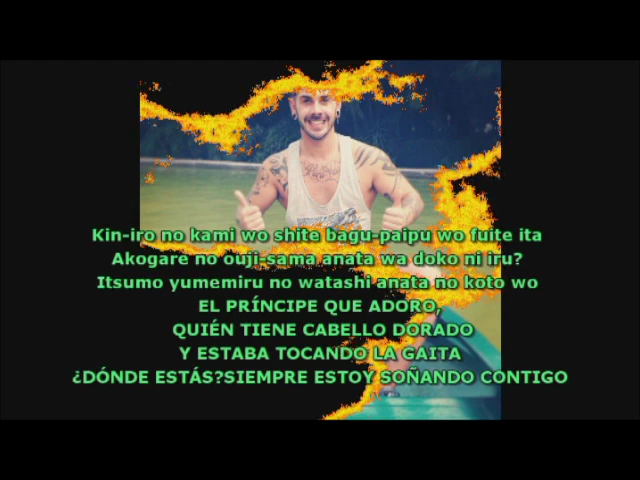 Kin-iro no kami wo shite bagu-paipu wo fuite ita
Akogare no ouji-sama anata wa doko ni iru?
Itsumo yumemiru no watashi anata no koto wo
EL PRÍNCIPE QUE ADORO,
QUIÉN TIENE CABELLO DORADO
Y ESTABA TOCANDO LA GAITA
¿DÓNDE ESTÁS?SIEMPRE ESTOY SOÑANDO CONTIGO